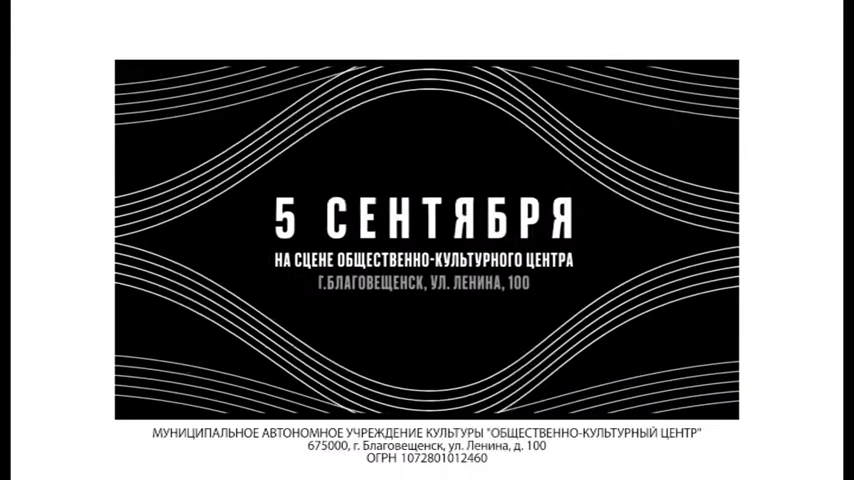 5 СЕНТЯБРЯ
НА СЦЕНЕ ОБЩЕСТВЕННО-КУЛЬТУРНОГО ЦЕНТРА
Г.БЛАГОВЕЩЕНСК, УЛ. ЛЕНИНА, 100
МУНИЦИПАЛЬНОЕ АВТОНОМНОЕ УЧРЕЖДЕНИЕ КУЛЬТУРЫ "ОБЩЕСТВЕННО-КУЛЬТУРНЫЙ ЦЕНТР"
675000, г. Благовещенск, ул. Ленина, д. 100
ОГРН 1072801012460